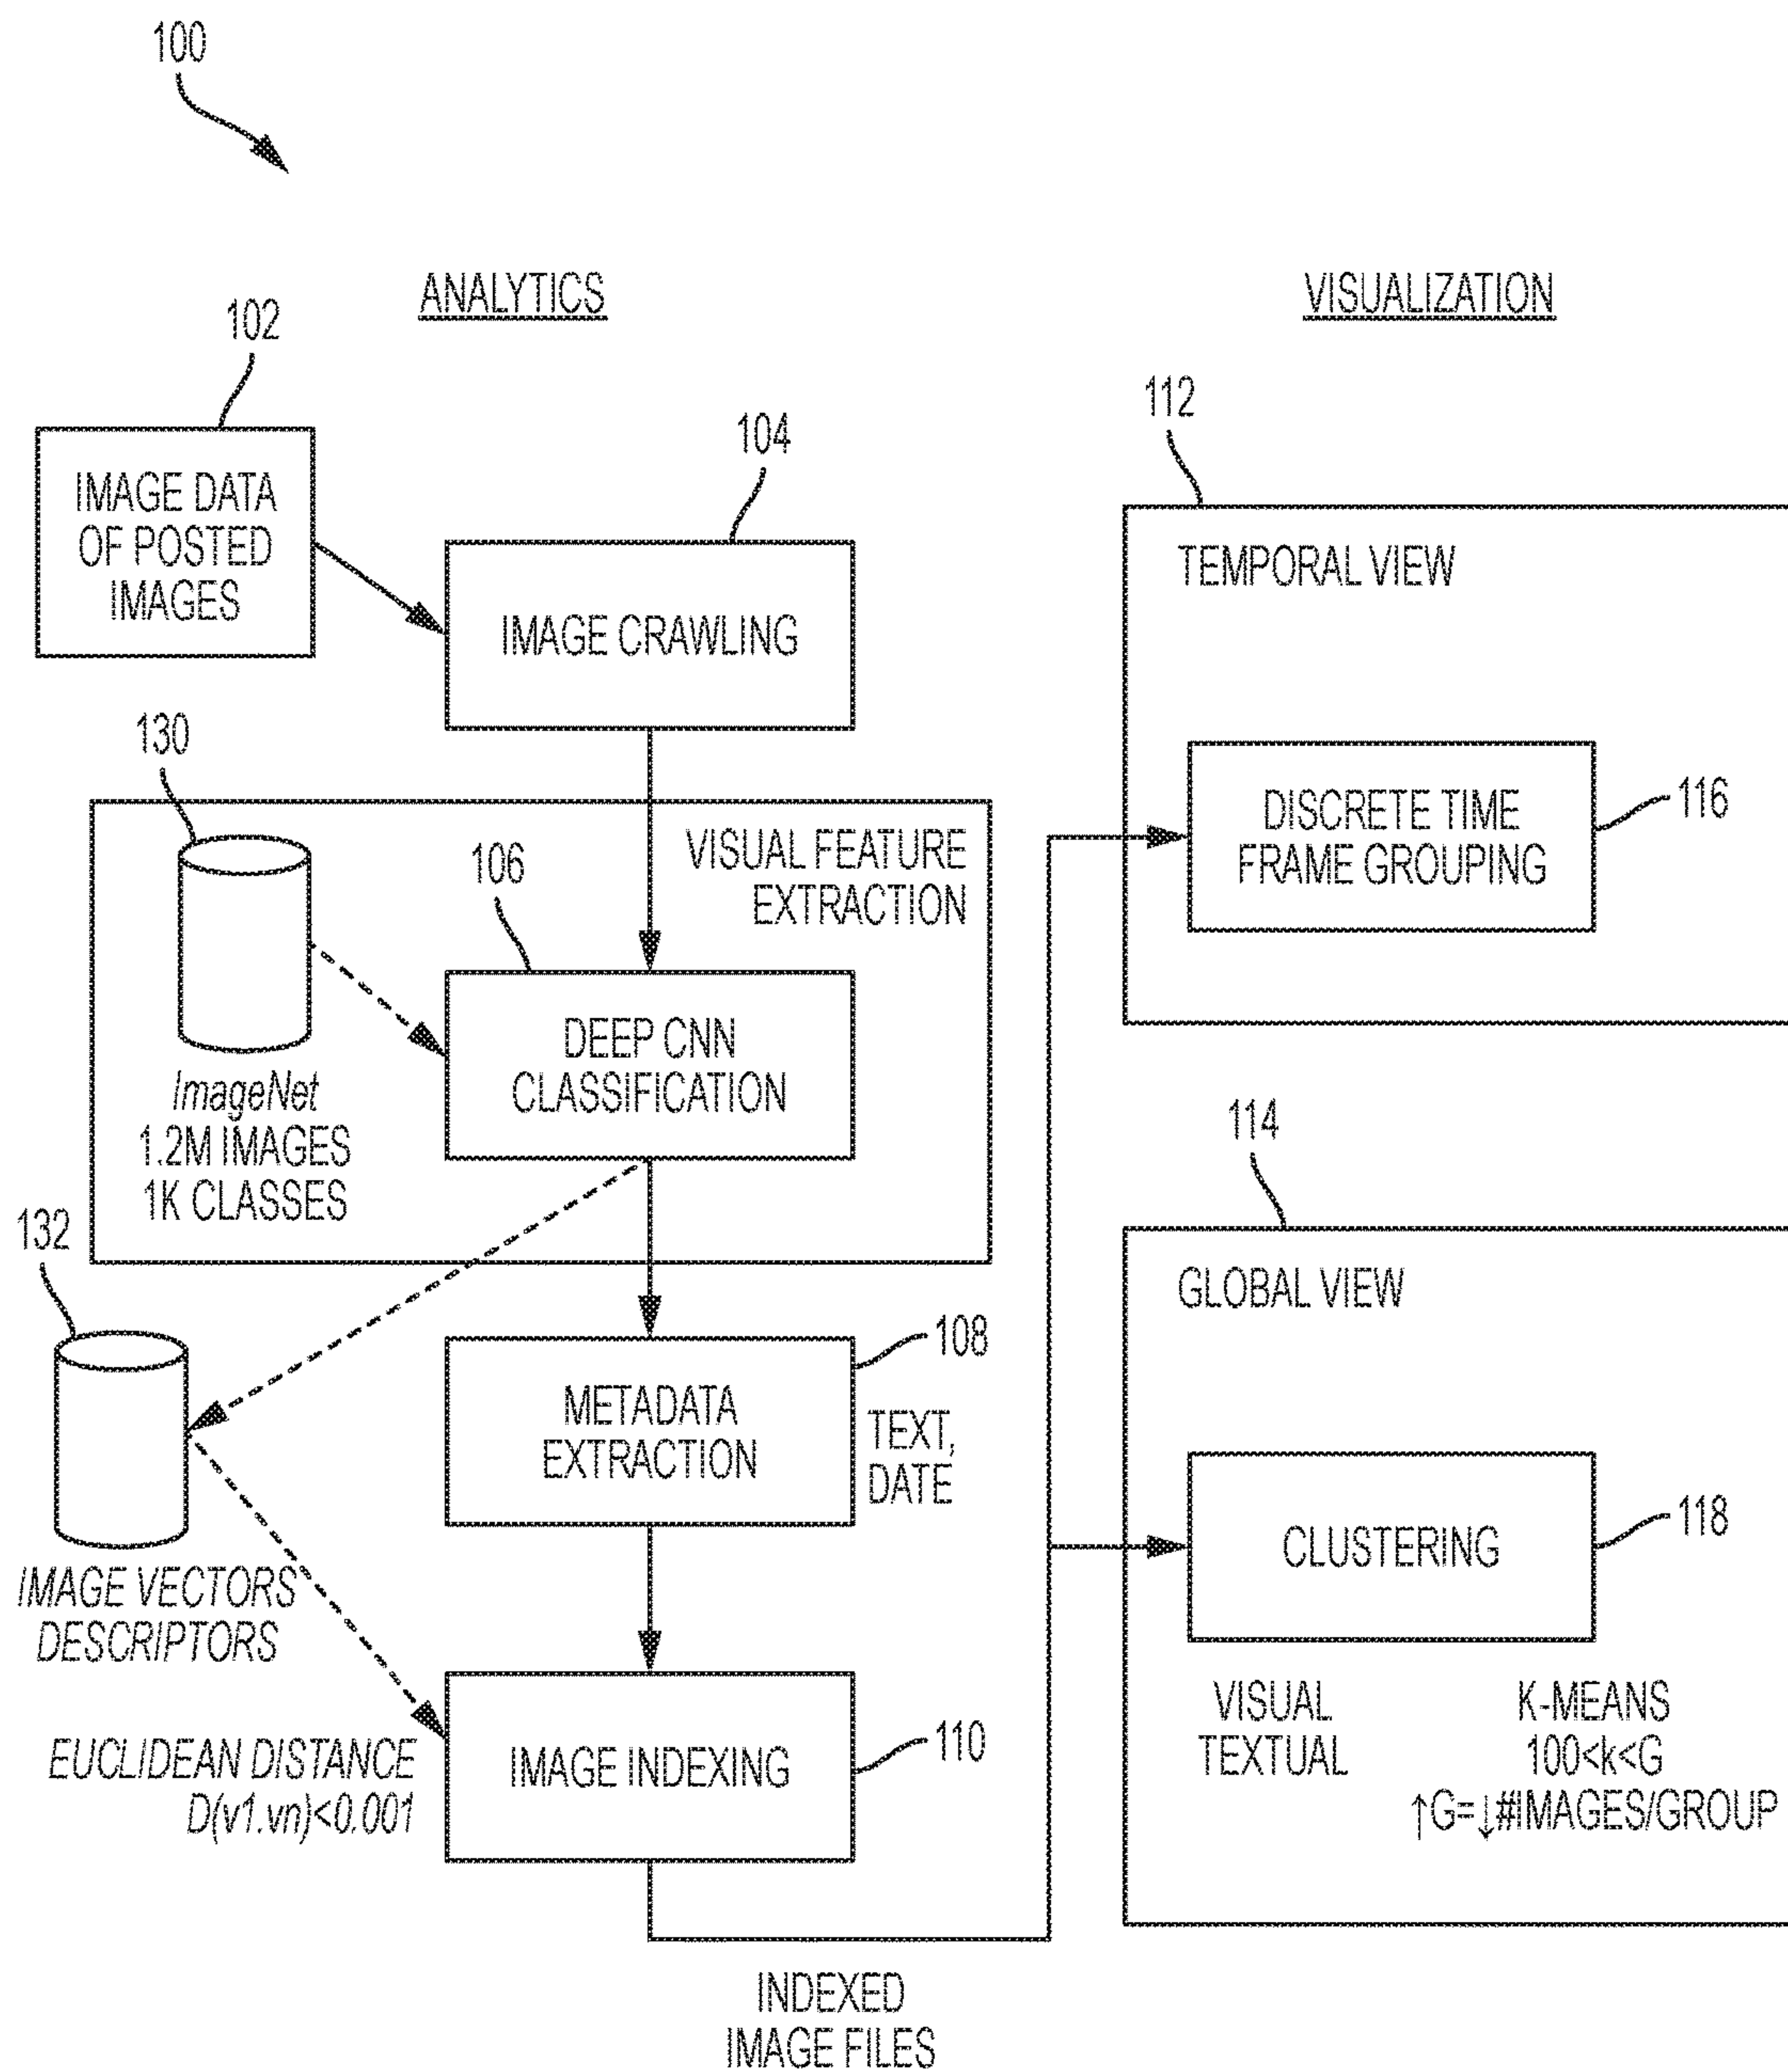 100
ANALYTICS
VISUALIZATION
102
IMAGE DATA
OF POSTED
IMAGES
104
IMAGE CRAWLING
130
ImageNet
1.2M IMAGES
1K CLASSES
VISUAL FEATURE
EXTRACTION
106
DEEP CNN
CLASSIFICATION
132
IMAGE VECTORS
DESCRIPTORS
108
METADATA
EXTRACTION
TEXT,
DATE
EUCLIDEAN DISTANCE
D(v1.vn)<0.001
IMAGE INDEXING
110
INDEXED
IMAGE FILES
112
TEMPORAL VIEW
DISCRETE TIME
FRAME GROUPING
116
114
GLOBAL VIEW
CLUSTERING
118
VISUAL
TEXTUAL
K-MEANS
100<k<G
↑G=↓#IMAGES/GROUP